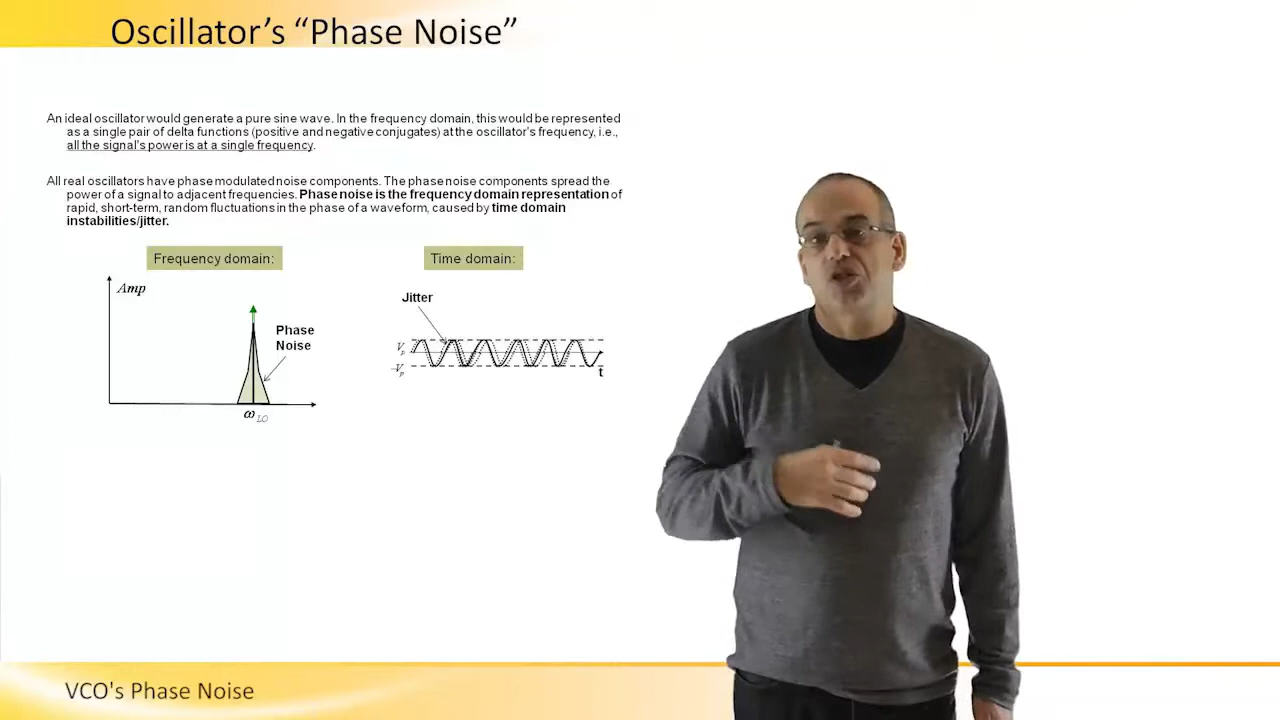 Oscillator's “Phase Noise”
An ideal oscillator would generate a pure sine wave. In the frequency domain, this would be represented
as a single pair of delta functions (positive and negative conjugates) at the oscillator's frequency, i.e.,
all the signal's power is at a single frequency.
All real oscillators have phase modulated noise components. The phase noise components spread the
power of a signal to adjacent frequencies. Phase noise is the frequency domain representation of
rapid, short-term, random fluctuations in the phase of a waveform, caused by time domain
instabilities/jitter.
Frequency domain:
Time domain:
Amp
Jitter
Phase
Noise
Vp
-Vp
t
ω LO
VCO's Phase Noise